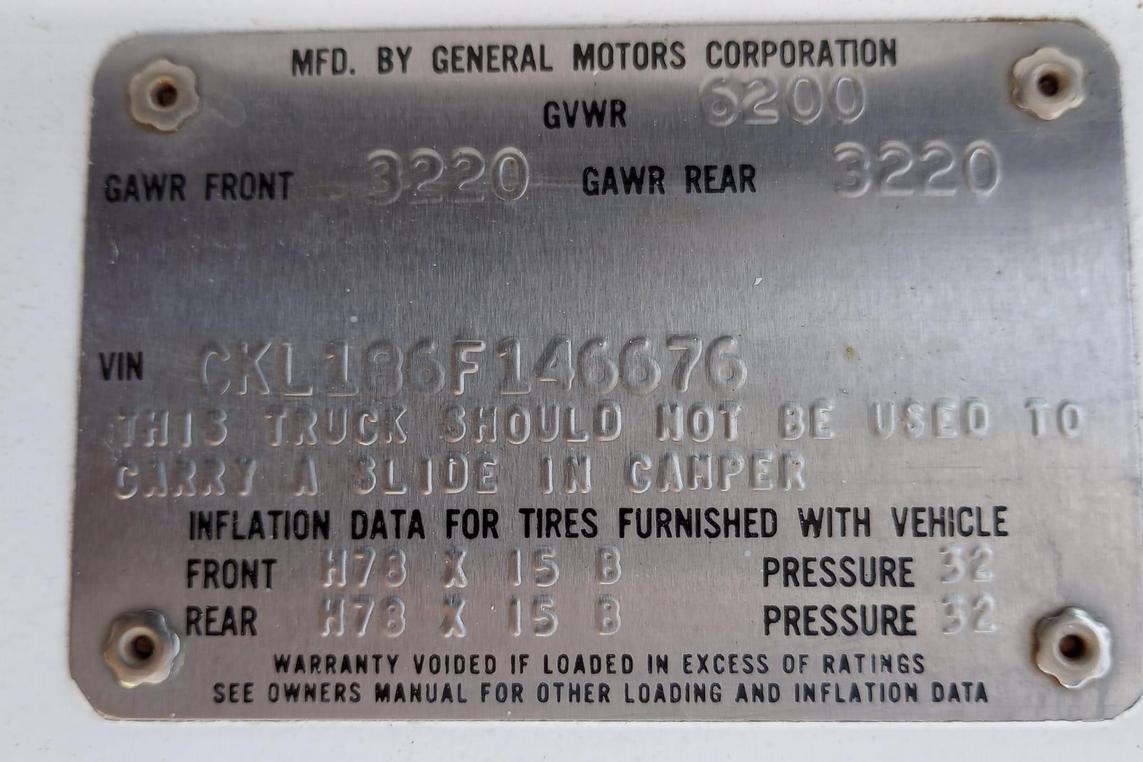 MFD. BY GENERAL MOTORS CORPORATION
GVWR 6200
GAWR FRONT 3220 GAWR REAR 3220
VIN CKL186F146676
THIS TRUCK SHOULD NOT BE USED TO
CARRY A SLIDE IN CAMPER
INFLATION DATA FOR TIRES FURNISHED WITH VEHICLE
FRONT H78 X 15 B PRESSURE 32
REAR H78 X 15 B PRESSURE 32
WARRANTY VOIDED IF LOADED IN EXCESS OF RATINGS
SEE OWNERS MANUAL FOR OTHER LOADING AND INFLATION DATA